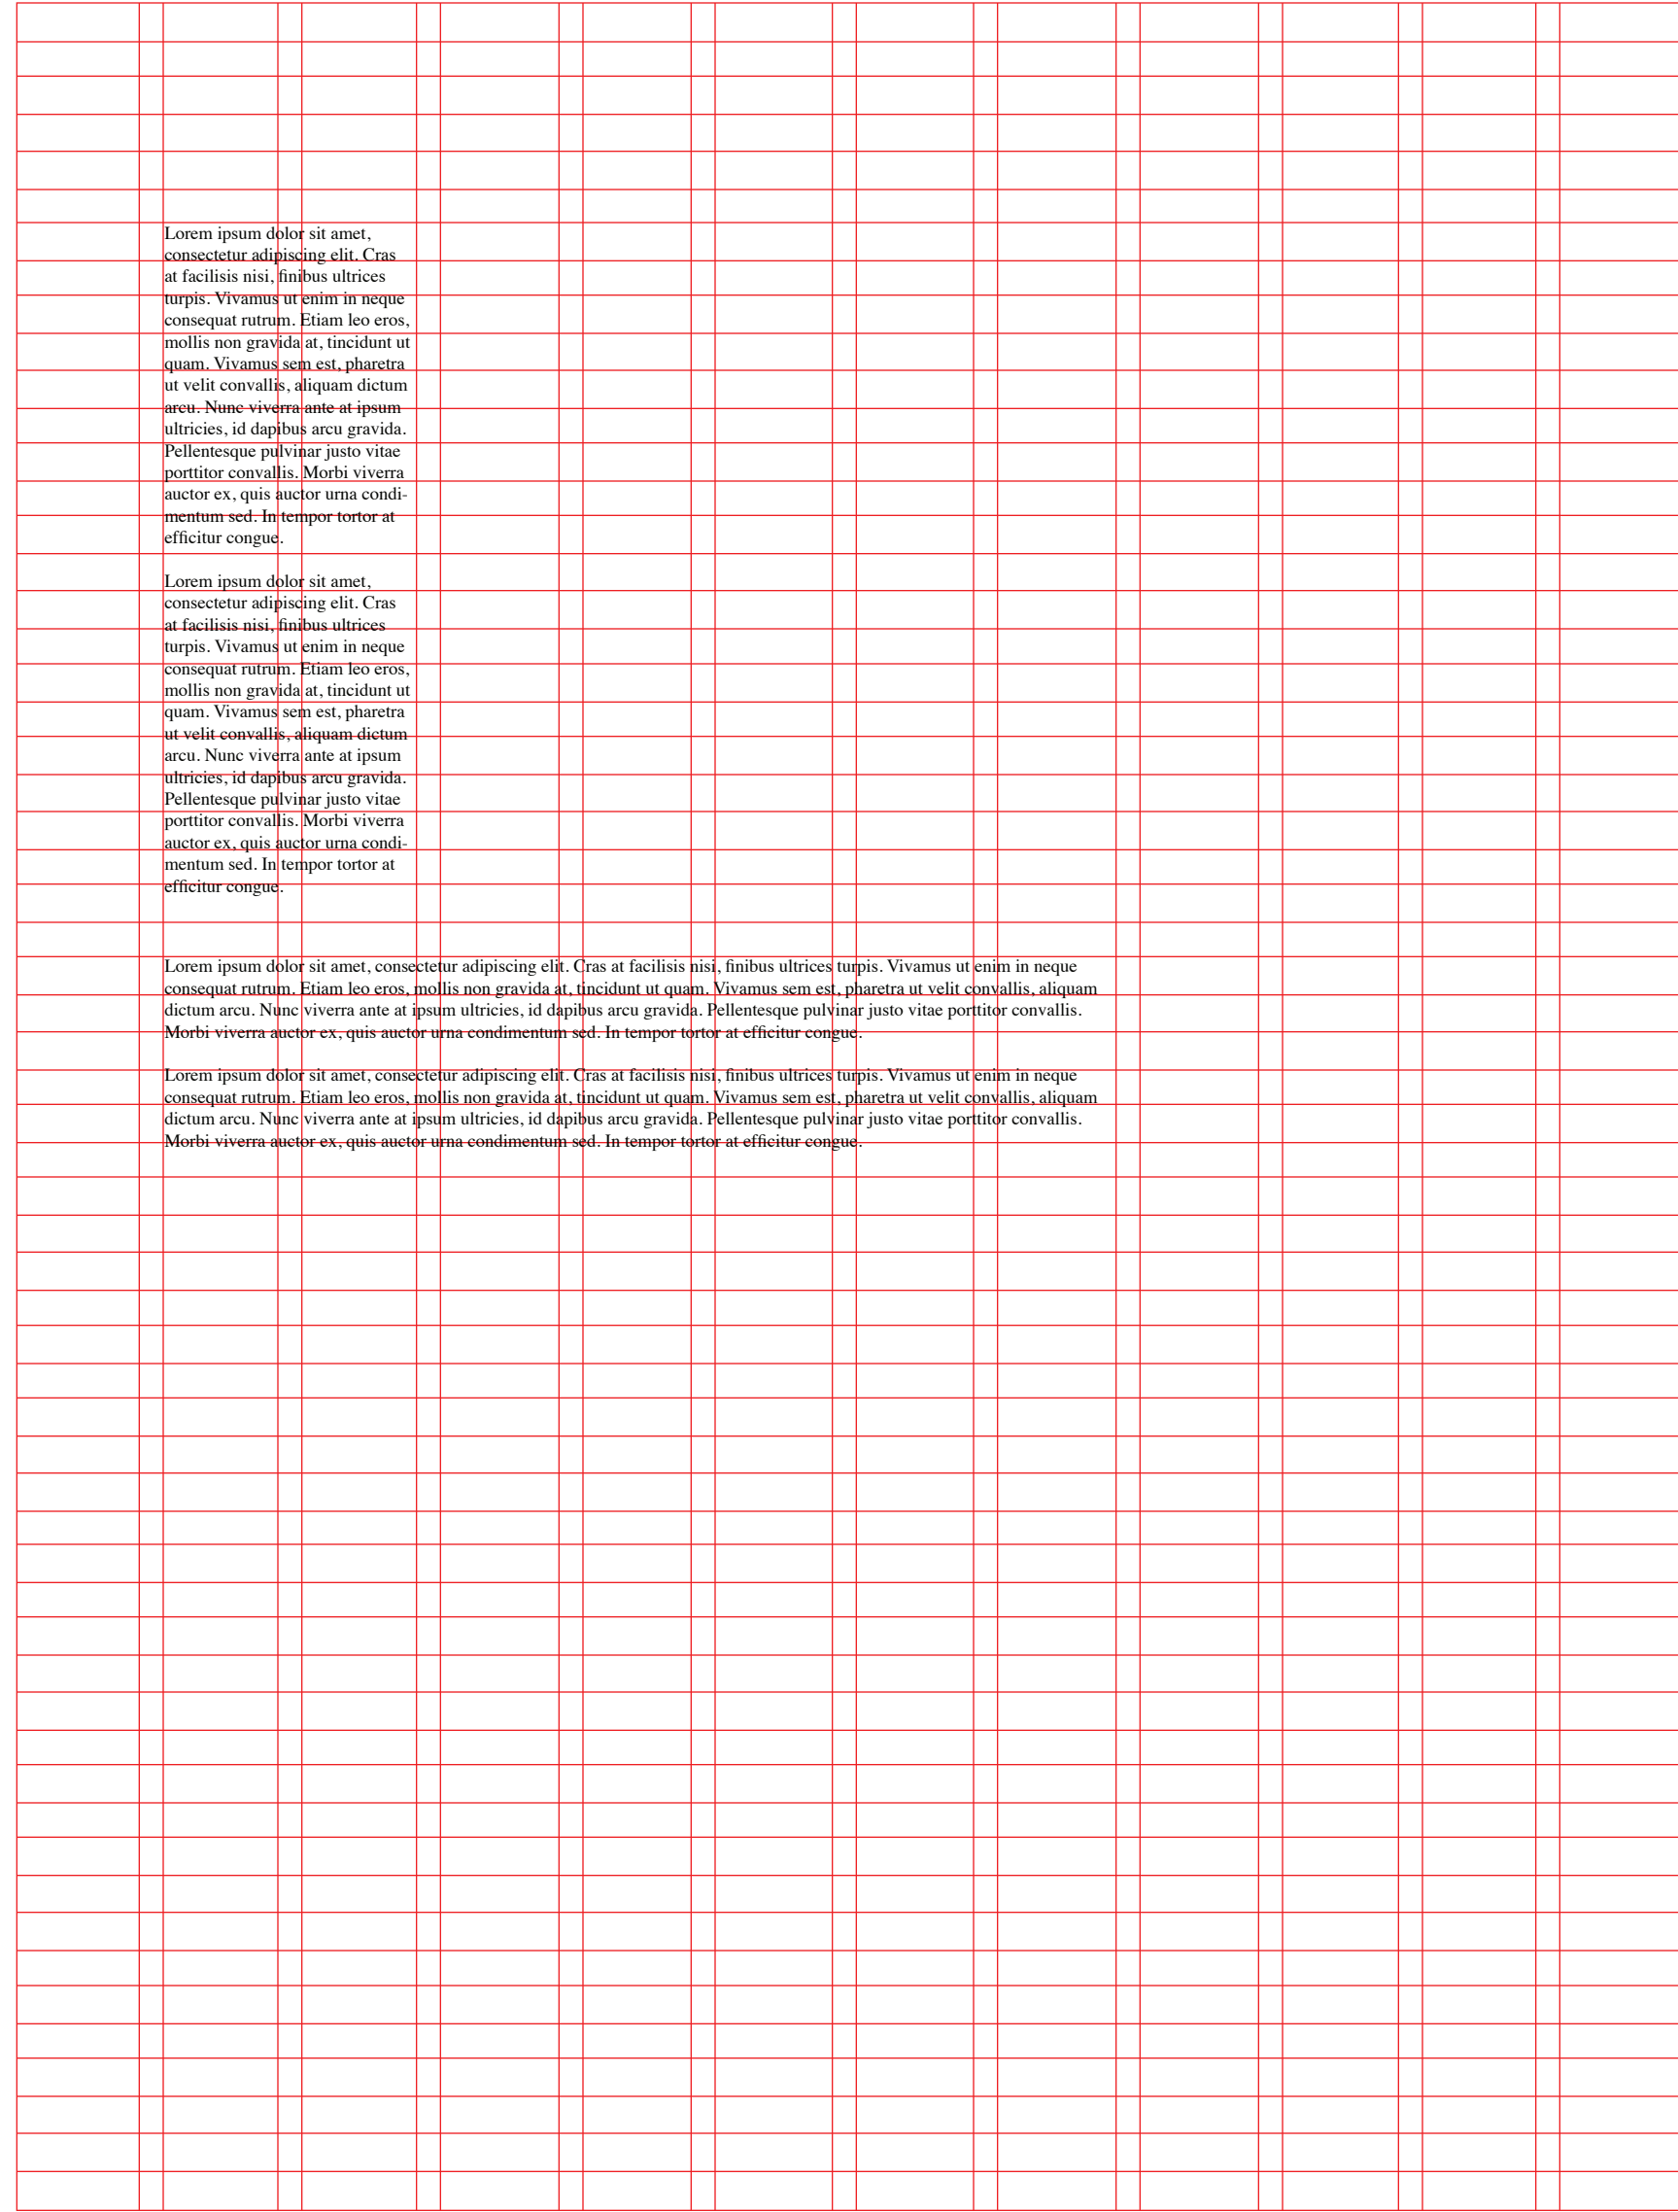 Lorem ipsum dolor sit amet,
consectetur adipiscing elit. Cras
at facilisis nisi, finibus ultrices
turpis. Vivamus ut enim in neque
consequat rutrum. Etiam leo eros,
mollis non gravida at, tincidunt ut
quam. Vivamus sem est, pharetra
ut velit convallis, aliquam dictum
arcu. Nunc viverra ante at ipsum
ultricies, id dapibus arcu gravida.
Pellentesque pulvinar justo vitae
porttitor convallis. Morbi viverra
auctor ex, quis auctor urna condi-
mentum sed. In tempor tortor at
efficitur congue.
Lorem ipsum dolor sit amet,
consectetur adipiscing elit. Cras
at facilisis nisi, finibus ultrices
turpis. Vivamus ut enim in neque
consequat rutrum. Etiam leo eros,
mollis non gravida at, tincidunt ut
quam. Vivamus sem est, pharetra
ut velit convallis, aliquam dictum
arcu. Nunc viverra ante at ipsum
ultricies, id dapibus arcu gravida.
Pellentesque pulvinar justo vitae
porttitor convallis. Morbi viverra
auctor ex, quis auctor urna condi-
mentum sed. In tempor tortor at
efficitur congue.
Lorem ipsum dolor sit amet, consectetur adipiscing elit. Cras at facilisis nisi, finibus ultrices turpis. Vivamus ut enim in neque
consequat rutrum. Etiam leo eros, mollis non gravida at, tincidunt ut quam. Vivamus sem est, pharetra ut velit convallis, aliquam
dictum arcu. Nunc viverra ante at ipsum ultricies, id dapibus arcu gravida. Pellentesque pulvinar justo vitae porttitor convallis.
Morbi viverra auctor ex, quis auctor urna condimentum sed. In tempor tortor at efficitur congue.
Lorem ipsum dolor sit amet, consectetur adipiscing elit. Cras at facilisis nisi, finibus ultrices turpis. Vivamus ut enim in neque
consequat rutrum. Etiam leo eros, mollis non gravida at, tincidunt ut quam. Vivamus sem est, pharetra ut velit convallis, aliquam
dictum arcu. Nunc viverra ante at ipsum ultricies, id dapibus arcu gravida. Pellentesque pulvinar justo vitae porttitor convallis.
Morbi viverra auctor ex, quis auctor urna condimentum sed. In tempor tortor at efficitur congue.